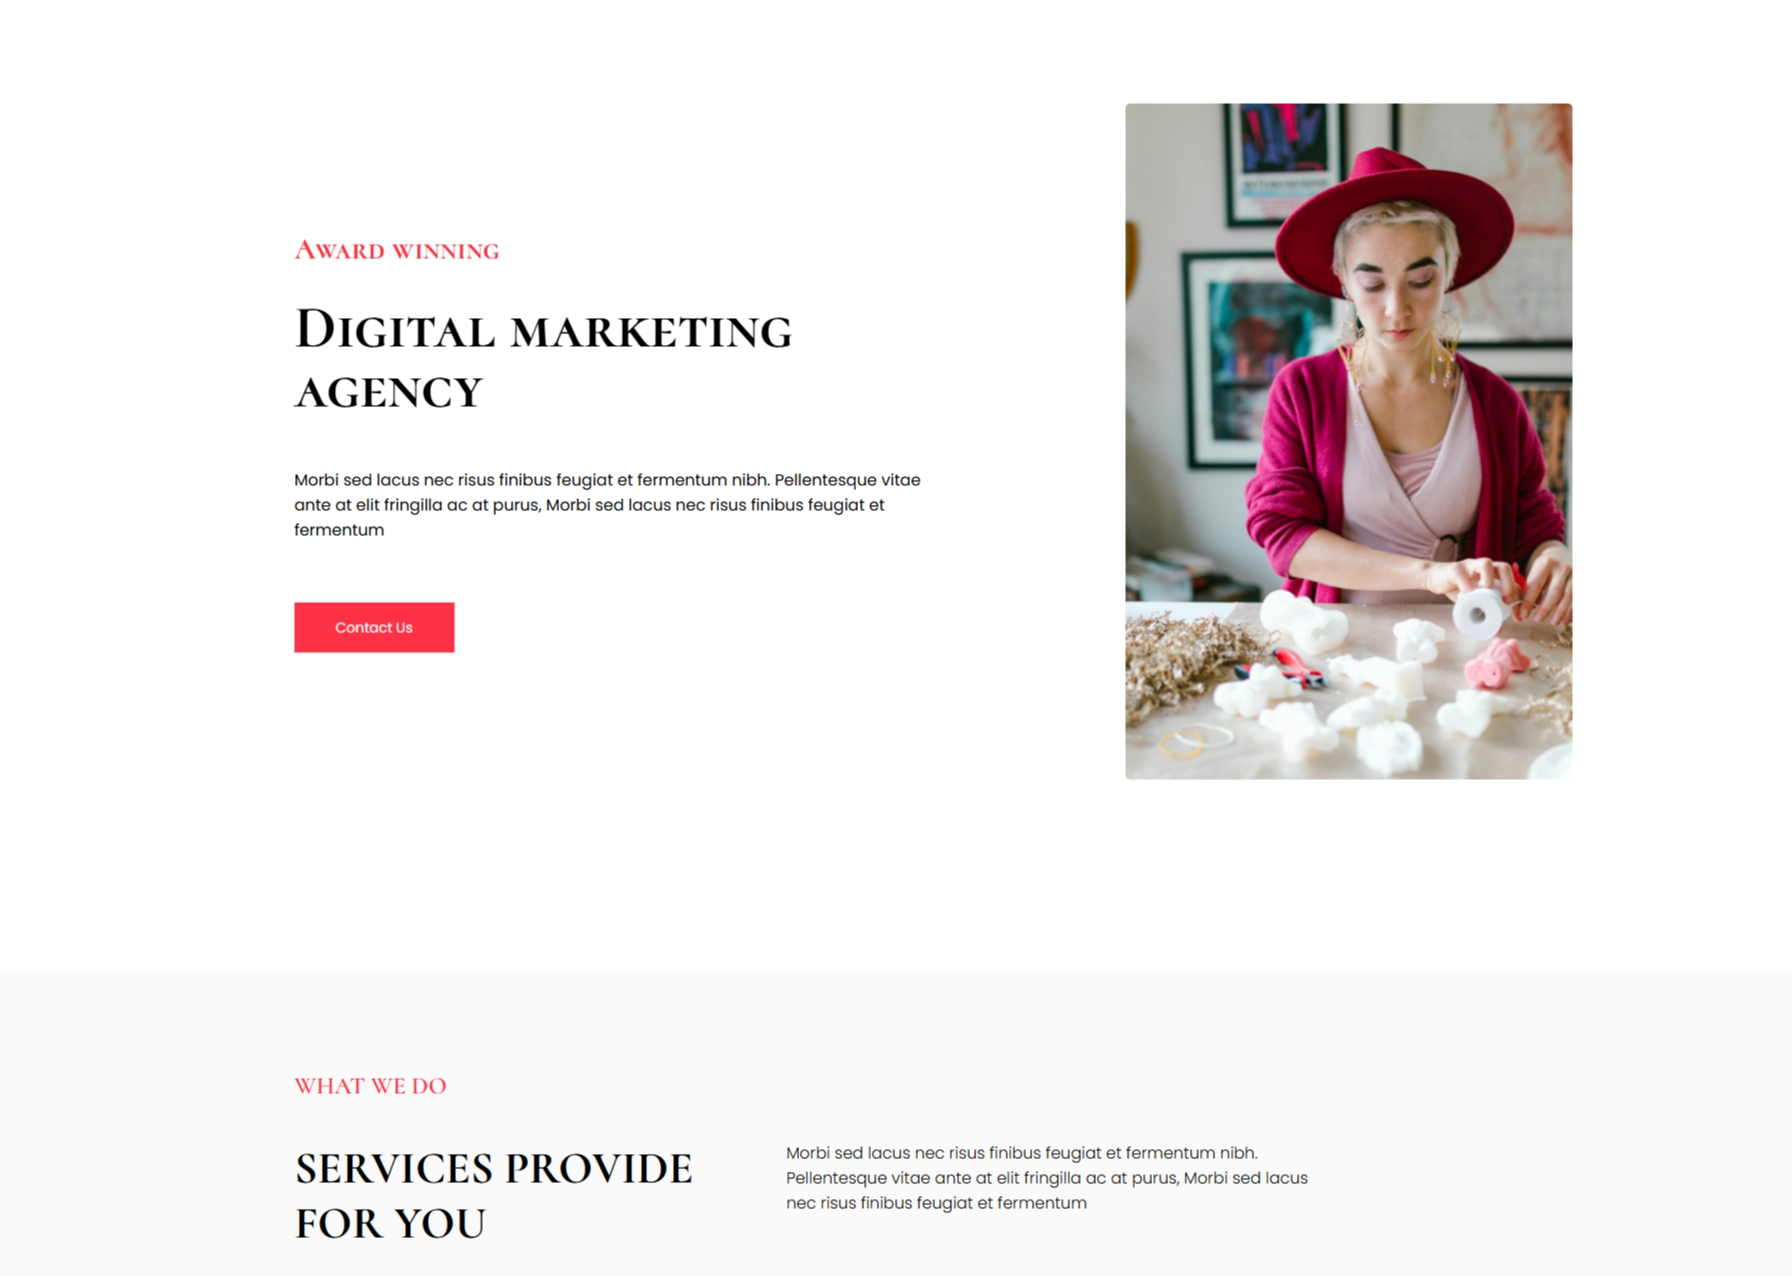 Award winning
Digital marketing
agency
Morbi sed lacus nec risus finibus feugiat et fermentum nibh. Pellentesque vitae
ante at elit fringilla ac at purus, Morbi sed lacus nec risus finibus feugiat et
fermentum
Contact Us
WHAT WE DO
SERVICES PROVIDE
FOR YOU
Morbi sed lacus nec risus finibus feugiat et fermentum nibh.
Pellentesque vitae ante at elit fringilla ac at purus, Morbi sed lacus
nec risus finibus feugiat et fermentum